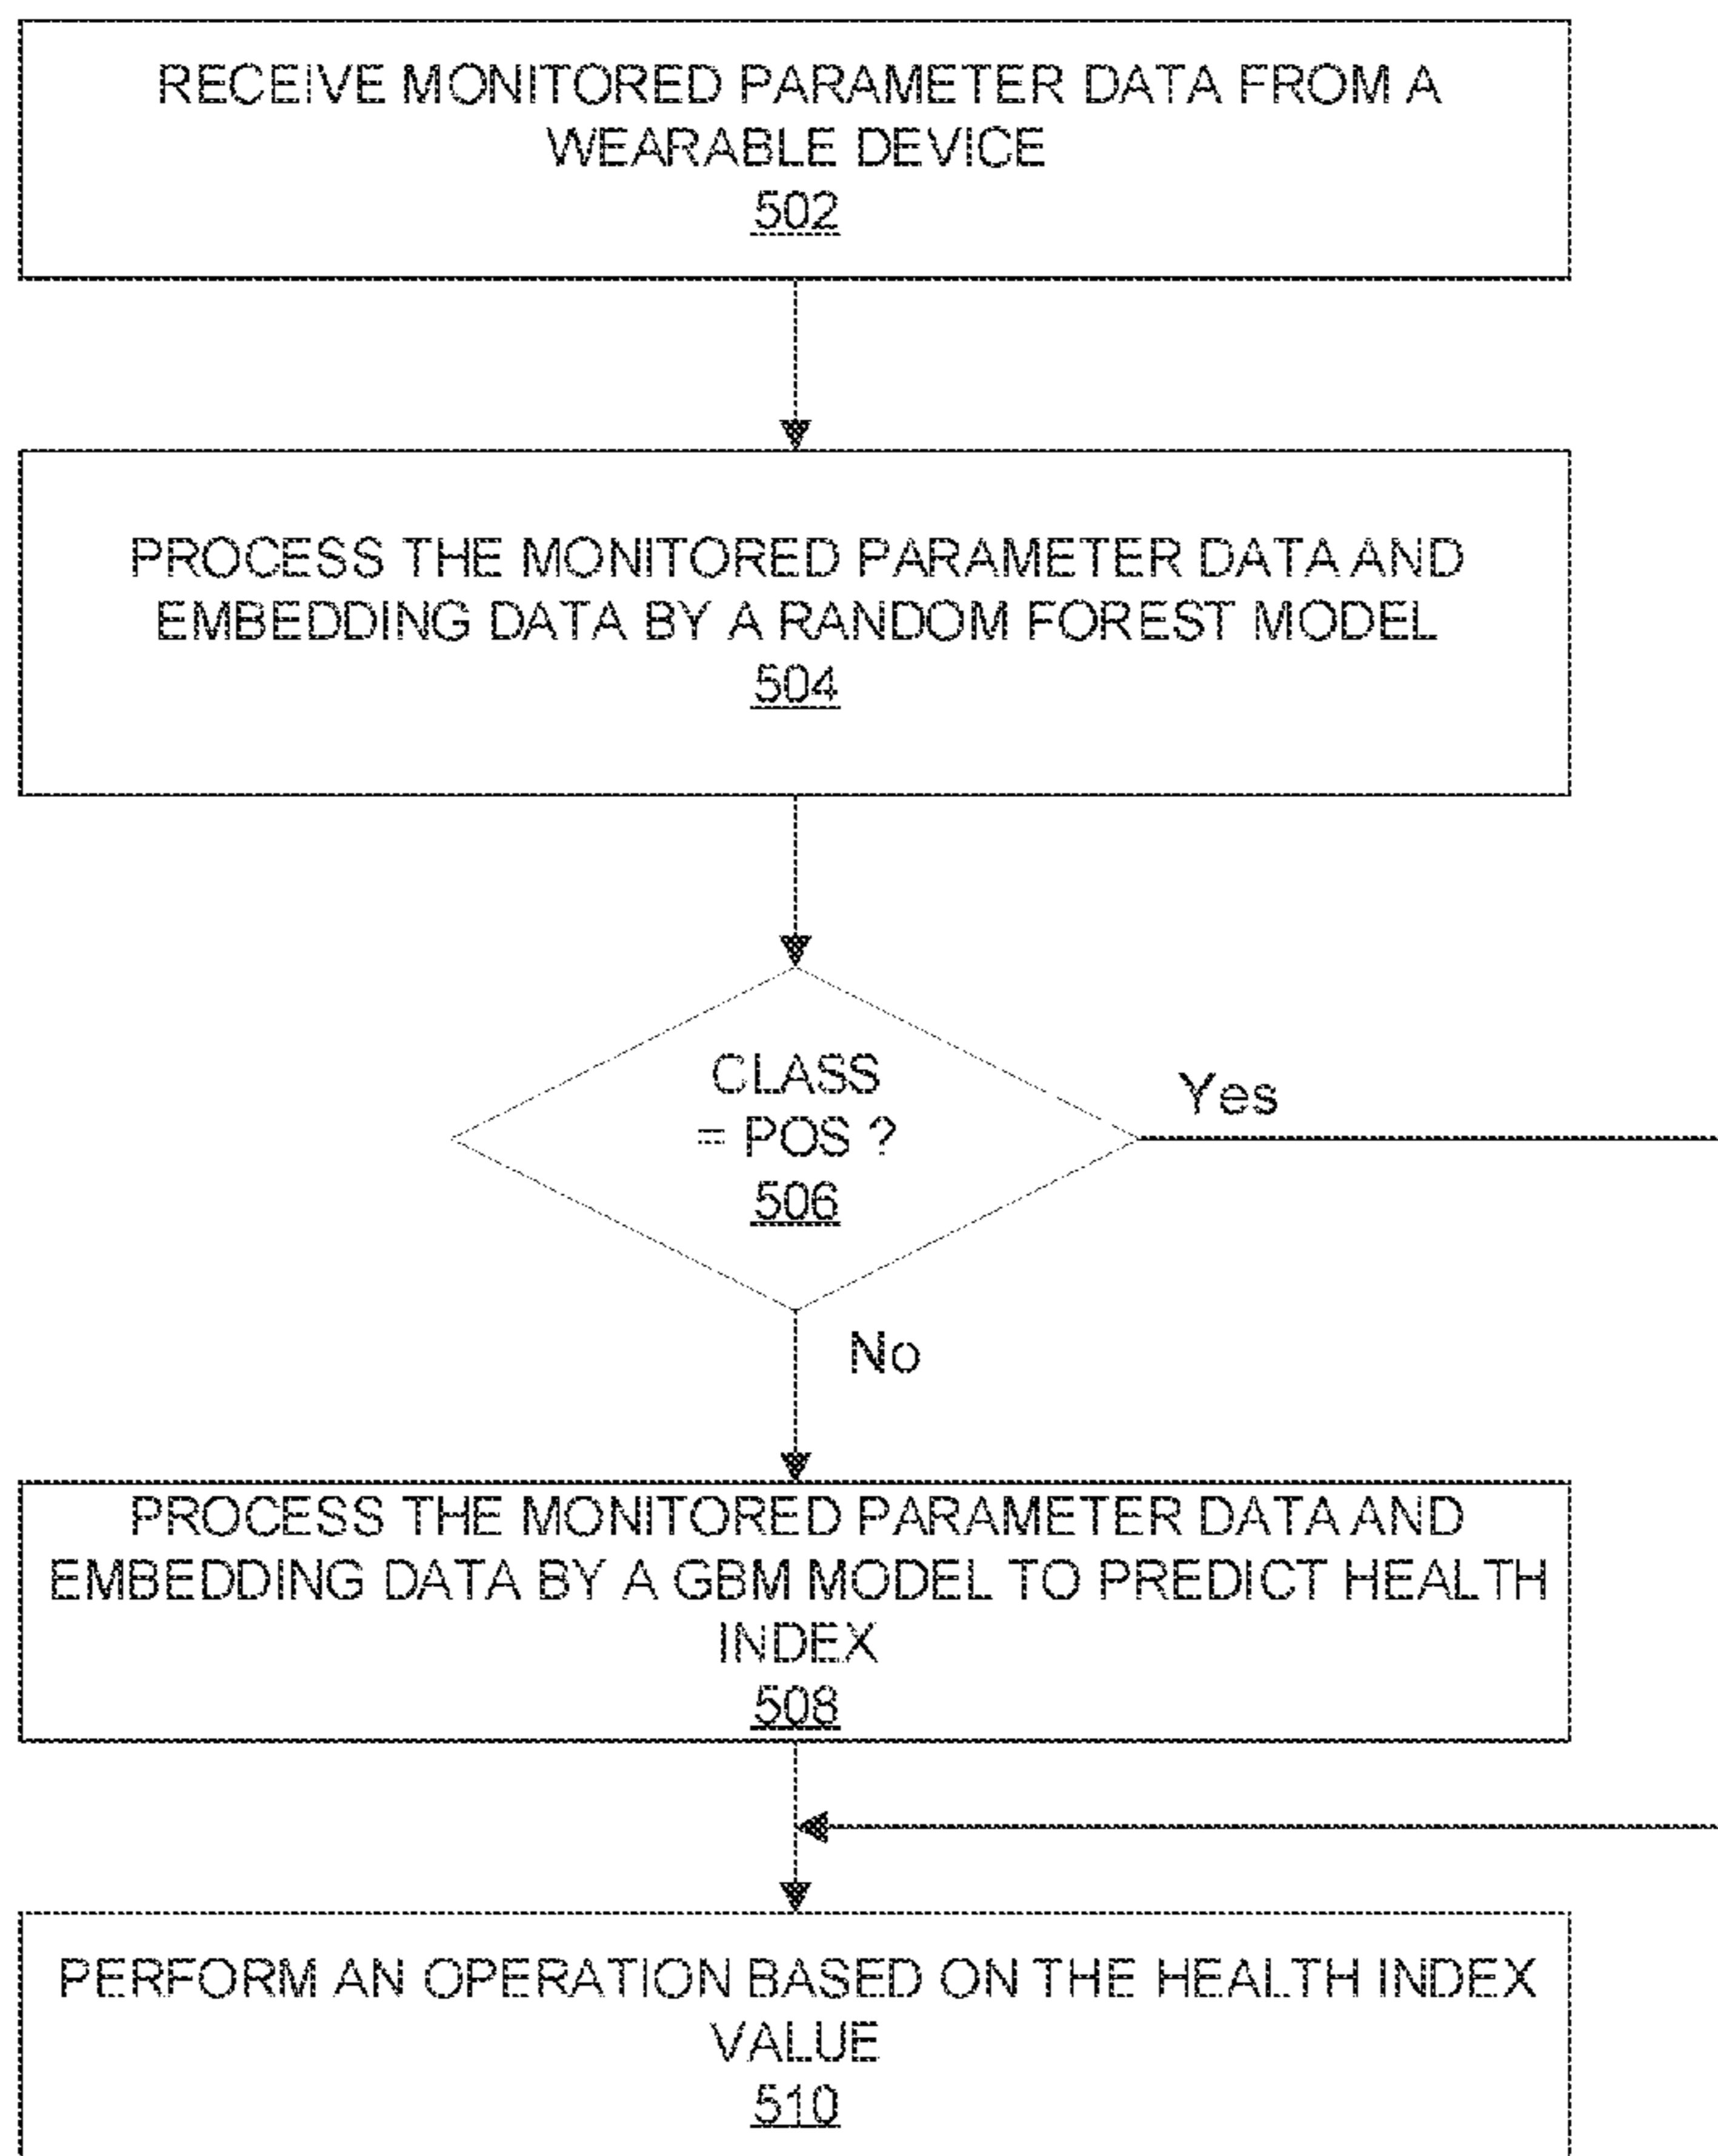 RECEIVE MONITORED PARAMETER DATA FROM A
WEARABLE DEVICE
502
PROCESS THE MONITORED PARAMETER DATA AND
EMBEDDING DATA BY A RANDOM FOREST MODEL
504
CLASS
= POS ?
506
Yes
No
PROCESS THE MONITORED PARAMETER DATA AND
EMBEDDING DATA BY A GBM MODEL TO PREDICT HEALTH
INDEX
508
PERFORM AN OPERATION BASED ON THE HEALTH INDEX
VALUE
510